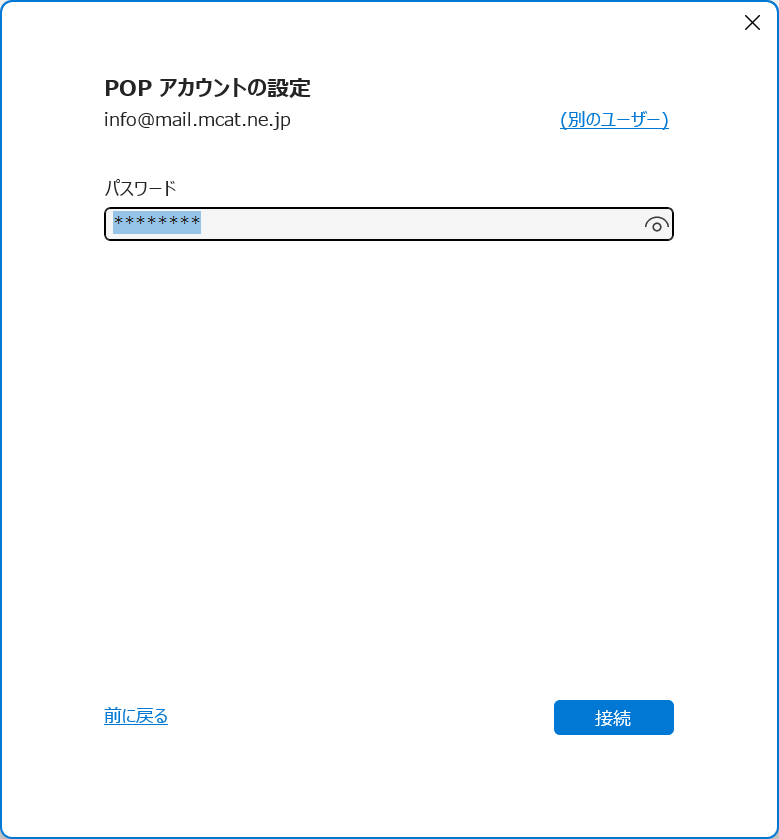 POP アカウントの設定
info@mail.mcat.ne.jp
(別のユーザー)
パスワード
********
前に戻る
接続